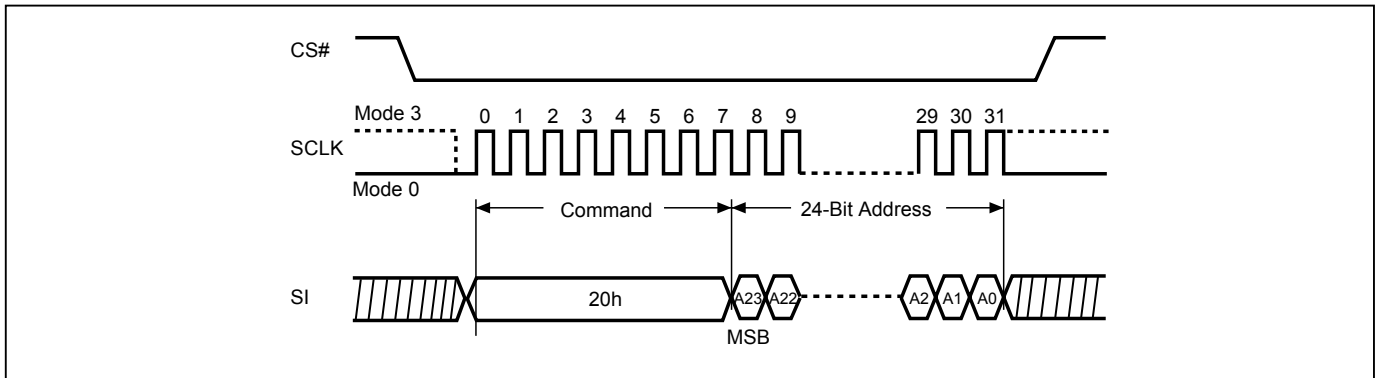 CS#
Mode 3
0 1 2 3 4 5 6 7 8 9 29 30 31
SCLK
Mode 0
Command 24-Bit Address
SI 20h A23 A22 A2 A1 A0
MSB